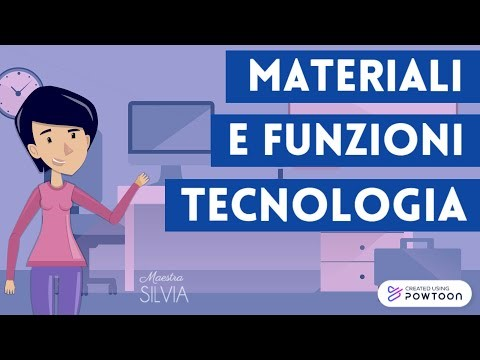 MATERIALI
E FUNZIONI
TECNOLOGIA
Maestra
SILVIA
CREATED USING
POWTOON